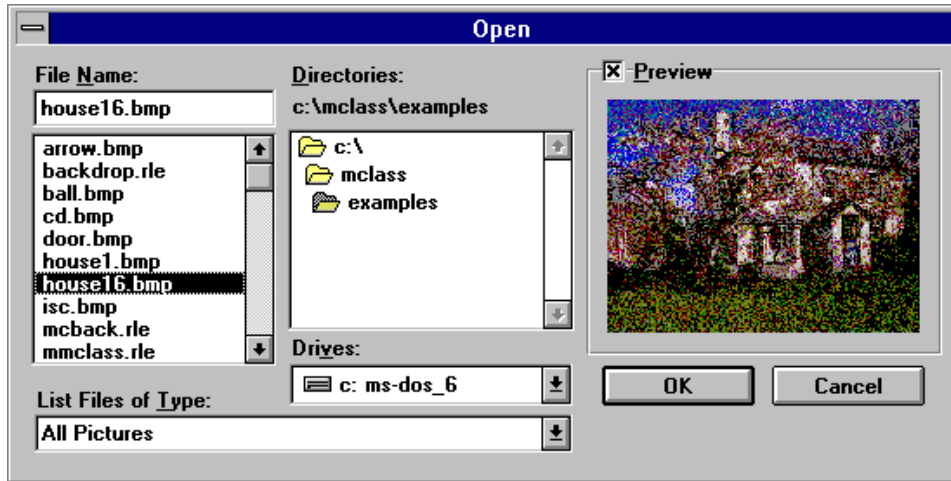 Open
File Name:
house16.bmp
arrow.bmp
backdrop.rle
ball.bmp
cd.bmp
door.bmp
house1.bmp
house16.bmp
isc.bmp
mcback.rle
mmclass.rle
List Files of Type:
All Pictures
Directories:
c:\mclass\examples
c:\
mclass
examples
Drives:
c: ms-dos_6
Preview
OK
Cancel